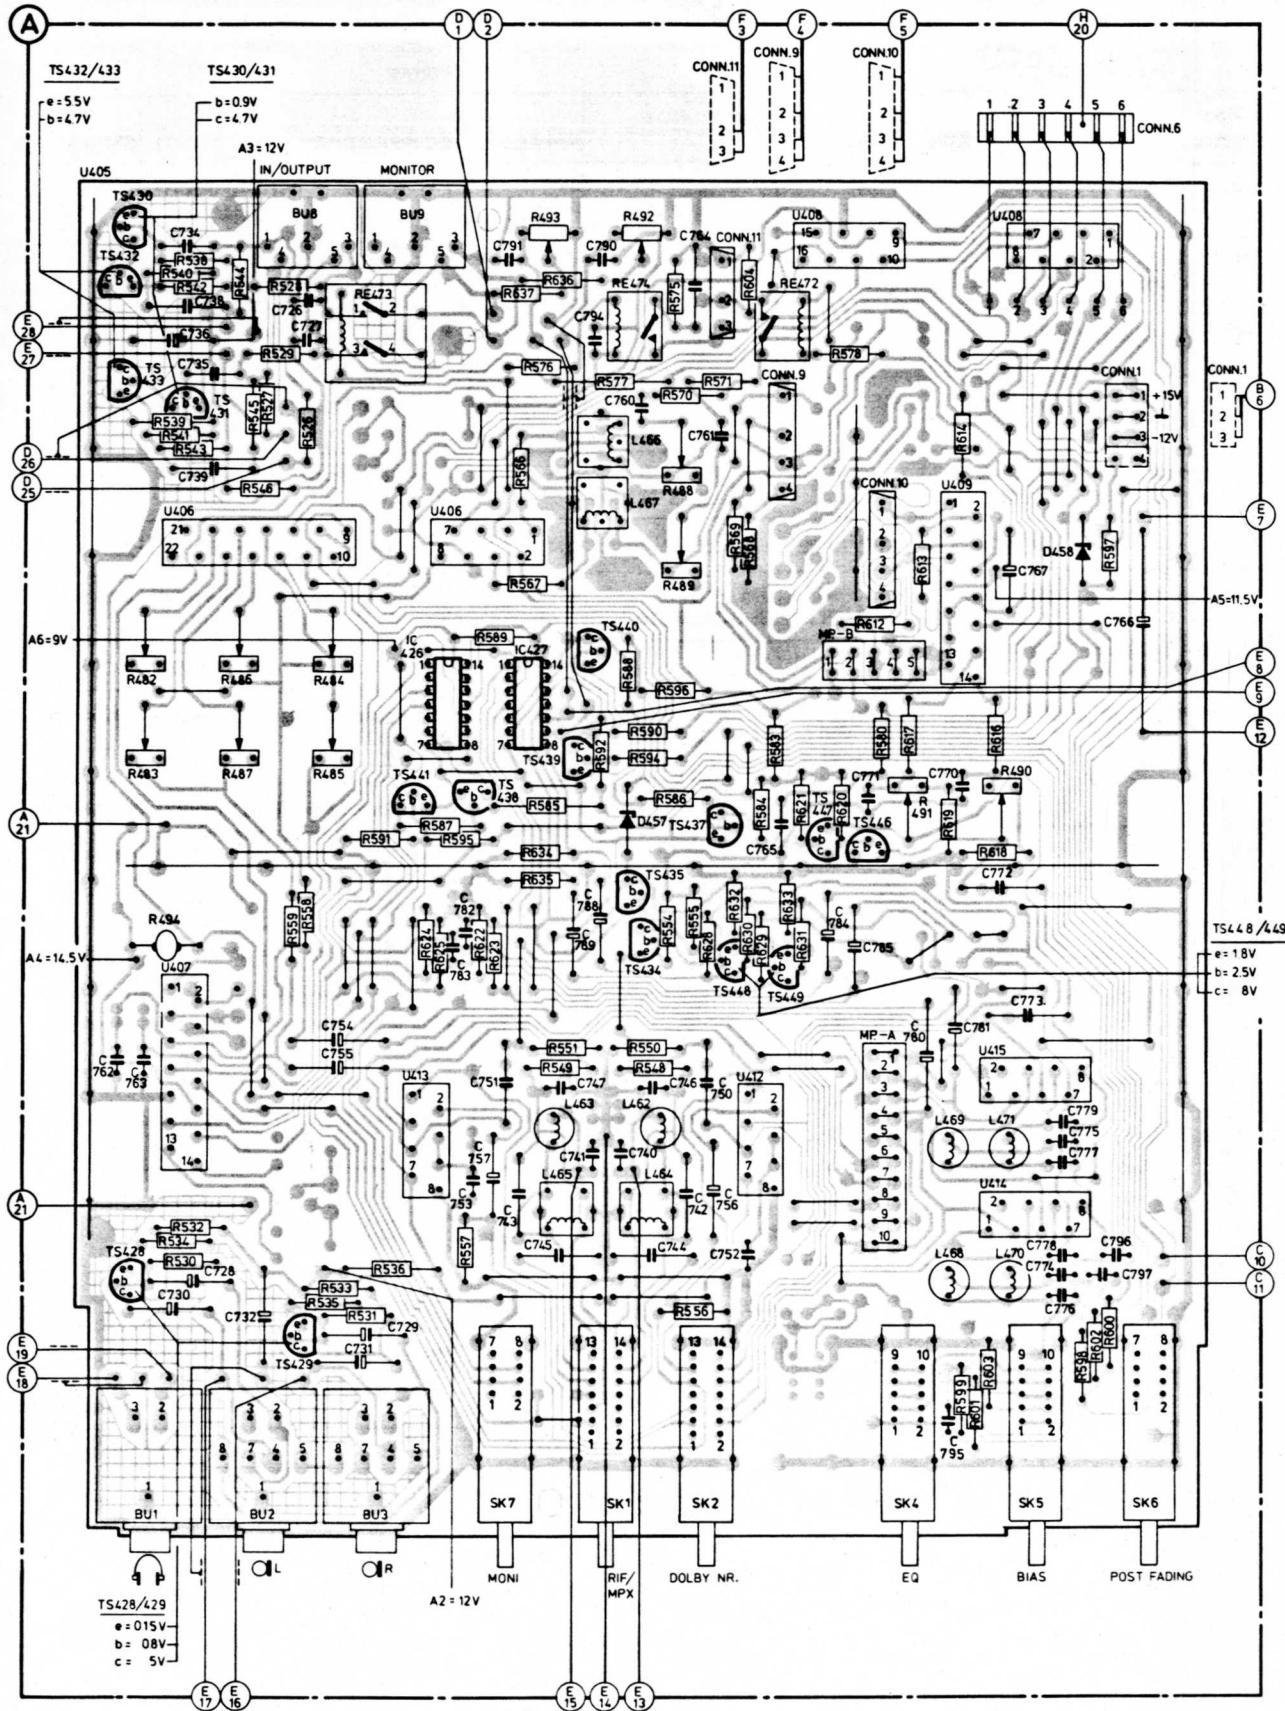 A
D 1
D 2
F 3
F 4
F 5
H 20
TS432/433
TS430/431
CONN.11
CONN.9
CONN.10
e=5.5V
b=4.7V
b=0.9V
c=4.7V
A3=12V
1 2 3 4 5 6
CONN.6
U405
IN/OUTPUT
MONITOR
TS430
BU8
BU9
R493
R492
U408
U408
C734
C791
C790
C764
CONN.11
TS432
R538
R540
R542
R544
R528
R636
R637
R575
R604
C738
C726
RE473
RE474
RE472
E 28
C736
C727
C794
E 27
R529
R578
C735
R576
R577
R571
CONN.9
CONN.1
CONN.1
TS 433
TS 431
R570
C760
+15V
-12V
B 6
R539
R545
R527
R526
L466
C761
R614
R541
R543
D 26
C739
R566
R488
D 25
R546
L467
CONN.10
U409
U406
U406
R569
R568
R613
E 7
D458
R597
C767
R567
R489
A5=11.5V
R612
C766
A6=9V
IC 426
R589
IC427
TS440
MP-B
R482
R486
R484
R588
R596
E 8
E 9
E 12
R590
R592
R583
R580
R617
R616
R483
R487
R485
TS439
R594
TS441
TS 438
R585
R586
C771
C770
R490
R584
R621
TS 447
R620
R 491
R619
A 21
R587
R591
R595
D457
TS437
C765
TS446
R634
R618
R635
TS435
C772
R559
R558
C 782
C 788
R554
R555
R632
R633
C 784
R494
R624
R625
C 783
R622
R623
C 789
R628
R630
R629
R631
C785
TS448/449
A4=14.5V
U407
TS434
TS448
TS449
e=1.8V
b=2.5V
c= 8V
C773
C754
C 780
C781
C755
R551
R550
MP-A
U415
C 762
C 763
R549
R548
C751
C747
C746
C 750
U413
U412
L463
L462
C779
C775
C777
L469
L471
C 757
C741
C740
C 753
L465
L464
C 743
C 742
C 756
U414
A 21
R532
R534
R557
TS428
R530
C745
C744
C752
C778
C796
C 10
C728
R536
L468
L470
C774
C797
C 11
C730
R533
R535
C776
C732
R531
R556
C729
R598
R602
R600
E 19
TS429
C731
R603
E 18
R599
R601
C 795
BU1
BU2
BU3
SK7
SK1
SK2
SK4
SK5
SK6
L
R
MONI
RIF/
MPX
DOLBY NR.
EQ
BIAS
POST FADING
TS428/429
A2=12V
e= 015V
b= 08V
c= 5V
E 17
E 16
E 15
E 14
E 13